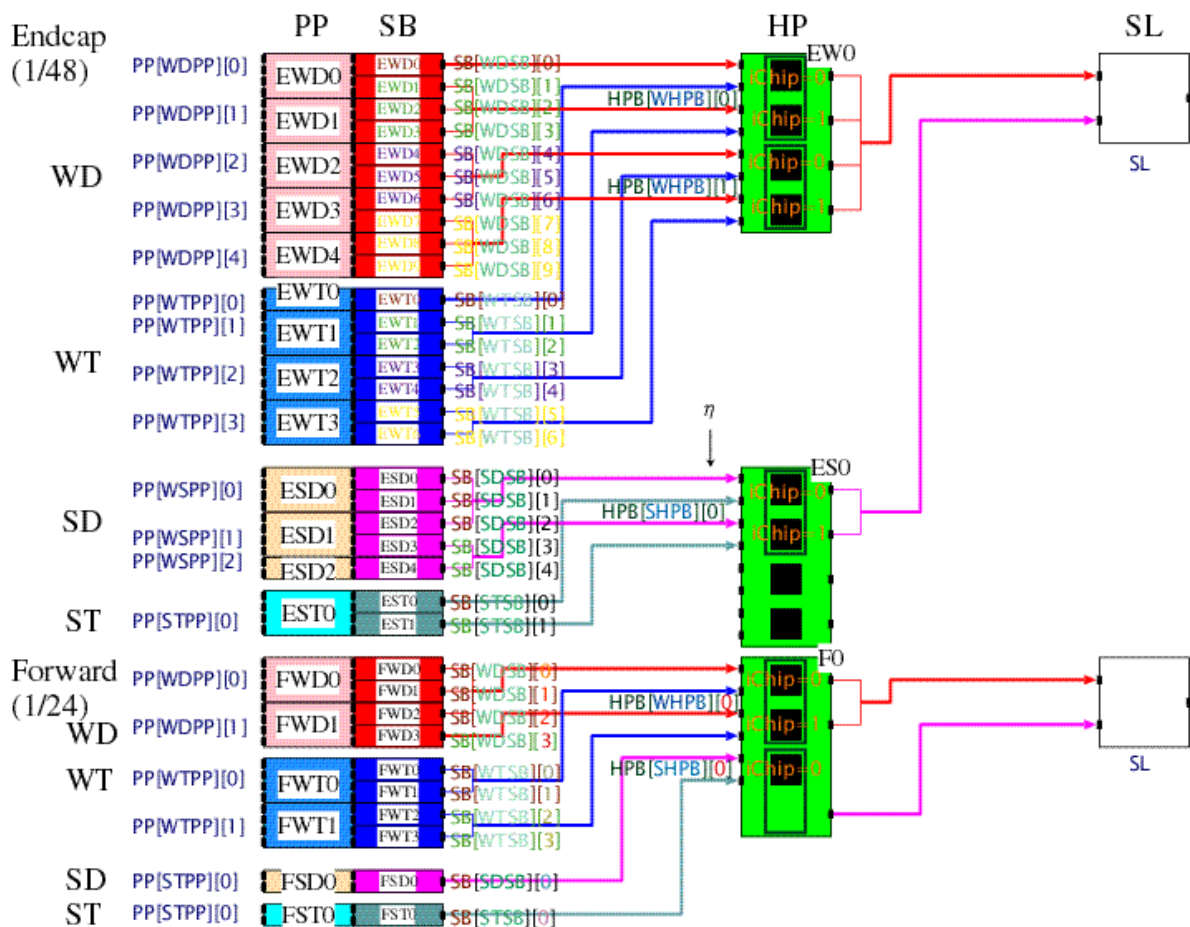 PP SB HP SL
Endcap
(1/48)
EW0
PP[WDPP][0] EWD0 EWD0 SB[WDSB][0] iChip=0
EWD1 SB[WDSB][1]
HPB[WHPB][0]
PP[WDPP][1] EWD1 EWD2 SB[WDSB][2] iChip=1
EWD3 SB[WDSB][3]
WD
PP[WDPP][2] EWD2 EWD4 SB[WDSB][4] iChip=0
EWD5 SB[WDSB][5]
HPB[WHPB][1]
PP[WDPP][3] EWD3 EWD6 SB[WDSB][6] iChip=1
EWD7 SB[WDSB][7]
PP[WDPP][4] EWD4 EWD8 SB[WDSB][8]
EWD9 SB[WDSB][9]
SL
PP[WTPP][0] EWT0 EWT0 SB[WTSB][0]
PP[WTPP][1] EWT1 EWT1 SB[WTSB][1]
EWT2 SB[WTSB][2]
WT
PP[WTPP][2] EWT2 EWT3 SB[WTSB][3]
EWT4 SB[WTSB][4]
PP[WTPP][3] EWT3 EWT5 SB[WTSB][5]
EWT6 SB[WTSB][6]
η
ES0
PP[WSPP][0] ESD0 ESD0 SB[SDSB][0] iChip=0
ESD1 SB[SDSB][1]
HPB[SHPB][0]
SD
PP[WSPP][1] ESD1 ESD2 SB[SDSB][2] iChip=1
ESD3 SB[SDSB][3]
PP[WSPP][2] ESD2 ESD4 SB[SDSB][4]
ST PP[STPP][0] EST0 EST0 SB[STSB][0]
EST1 SB[STSB][1]
Forward
(1/24)
F0
PP[WDPP][0] FWD0 FWD0 SB[WDSB][0] iChip=0
FWD1 SB[WDSB][1]
HPB[WHPB][0]
WD PP[WDPP][1] FWD1 FWD2 SB[WDSB][2] iChip=1
FWD3 SB[WDSB][3]
WT PP[WTPP][0] FWT0 FWT0 SB[WTSB][0] HPB[SHPB][0] iChip=0
FWT1 SB[WTSB][1]
SL
PP[WTPP][1] FWT1 FWT2 SB[WTSB][2]
FWT3 SB[WTSB][3]
SD PP[STPP][0] FSD0 FSD0 SB[SDSB][0]
ST PP[STPP][0] FST0 FST0 SB[STSB][0]